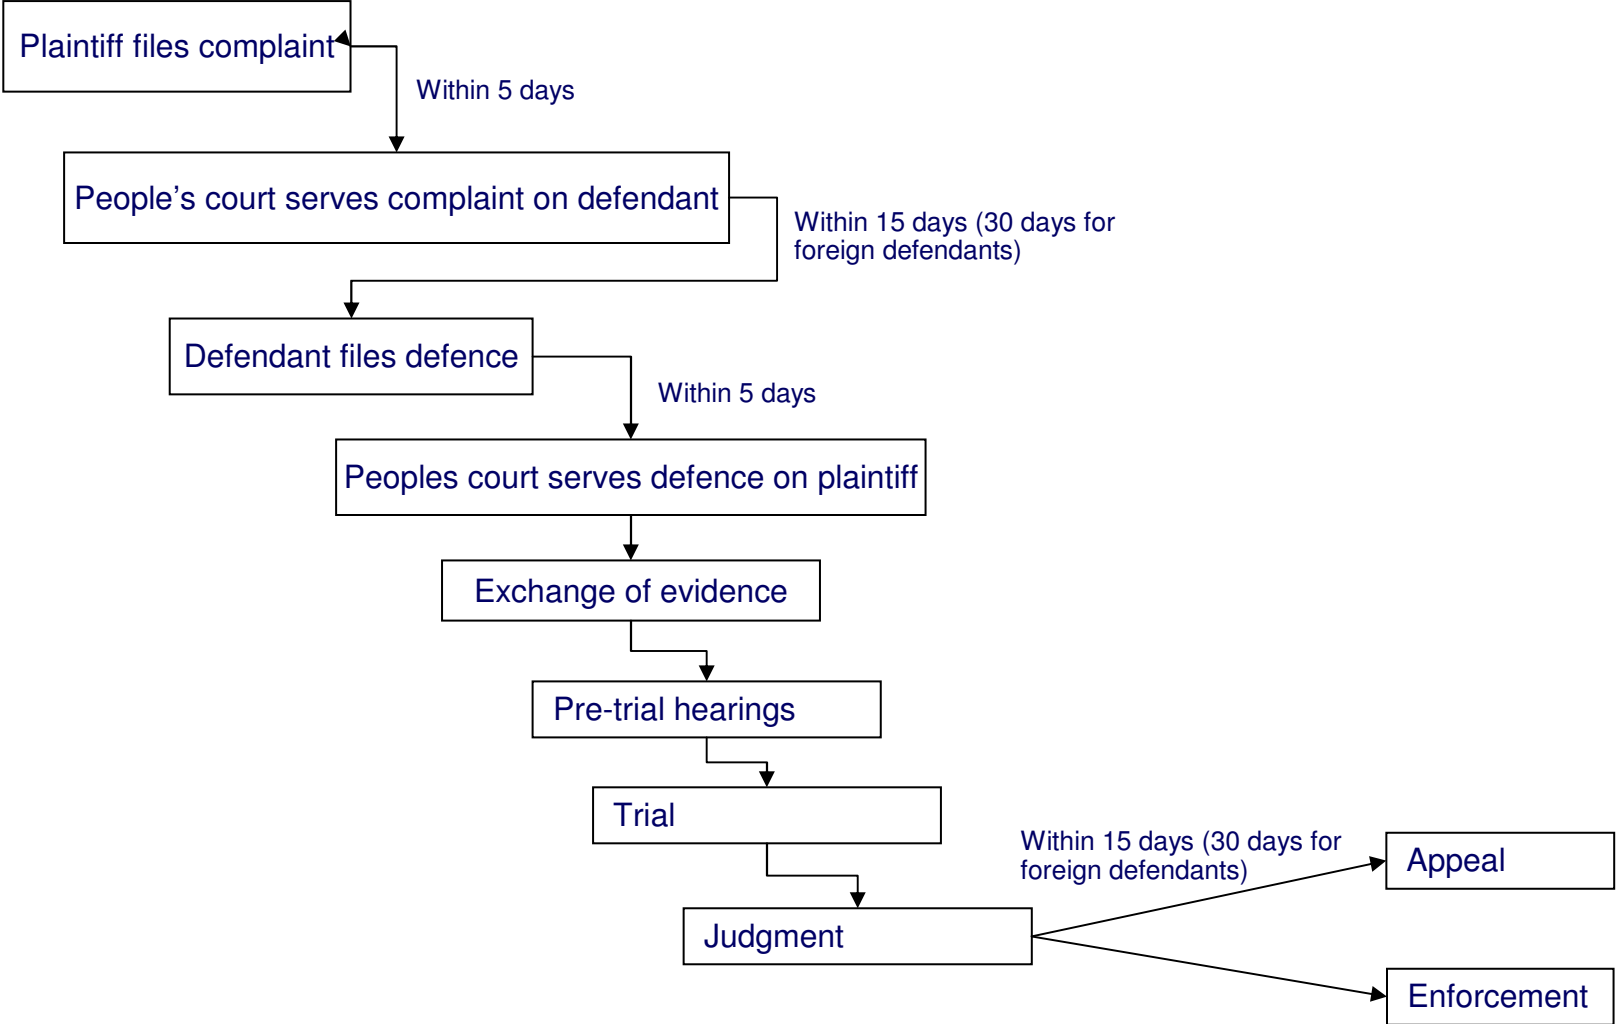 Plaintiff files complaint
Within 5 days
People’s court serves complaint on defendant
Within 15 days (30 days for
foreign defendants)
Defendant files defence
Within 5 days
Peoples court serves defence on plaintiff
Exchange of evidence
Pre-trial hearings
Trial
Within 15 days (30 days for
foreign defendants)
Appeal
Judgment
Enforcement